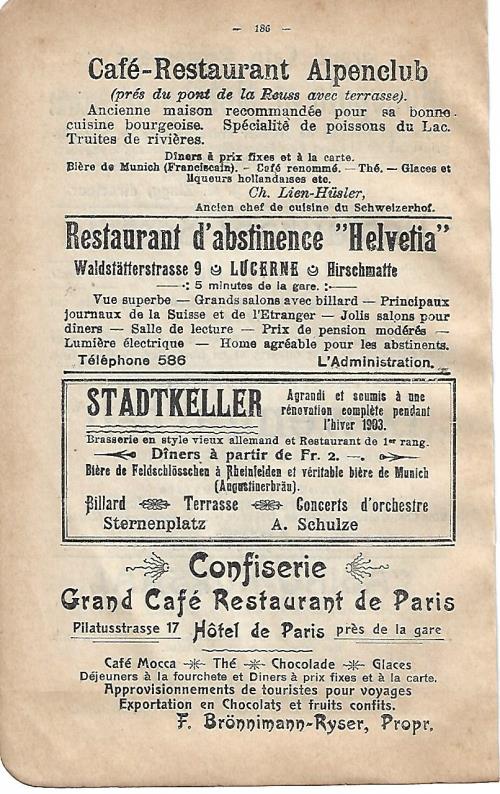 — 186 —
Café-Restaurant Alpenclub
(prés du pont de la Reuss avec terrasse).
Ancienne maison recommandée pour sa bonne
cuisine bourgeoise. Spécialité de poissons du Lac.
Truites de rivières.
Dîners à prix fixes et à la carte.
Bière de Munich (Franciscain). - Café renommé. — Thé. — Glaces et
liqueurs hollandaises etc.
Ch. Lien-Hüsler,
Ancien chef de cuisine du Schweizerhof.
Restaurant d'abstinence "Helvetia"
Waldstätterstrasse 9 LUCERNE Hirschmatte
5 minutes de la gare.
Vue superbe — Grands salons avec billard — Principaux
journaux de la Suisse et de l'Etranger — Jolis salons pour
diners — Salle de lecture — Prix de pension modérés —
Lumière électrique — Home agréable pour les abstinents.
Téléphone 586 L'Administration.
STADTKELLER
Agrandi et soumis à une
rénovation complète pendant
l'hiver 1903.
Brasserie en style vieux allemand et Restaurant de 1er rang.
Dîners à partir de Fr. 2. —.
Bière de Feldschlösschen à Rheinfelden et véritable bière de Munich
(Augustinerbräu).
Billard Terrasse Concerts d'orchestre
Sternenplatz A. Schulze
Confiserie
Grand Café Restaurant de Paris
Pilatusstrasse 17 Hôtel de Paris près de la gare
Café Mocca Thé Chocolade Glaces
Déjeuners à la fourchete et Diners à prix fixes et à la carte.
Approvisionnements de touristes pour voyages
Exportation en Chocolats et fruits confits.
F. Brönnimann-Ryser, Propr.